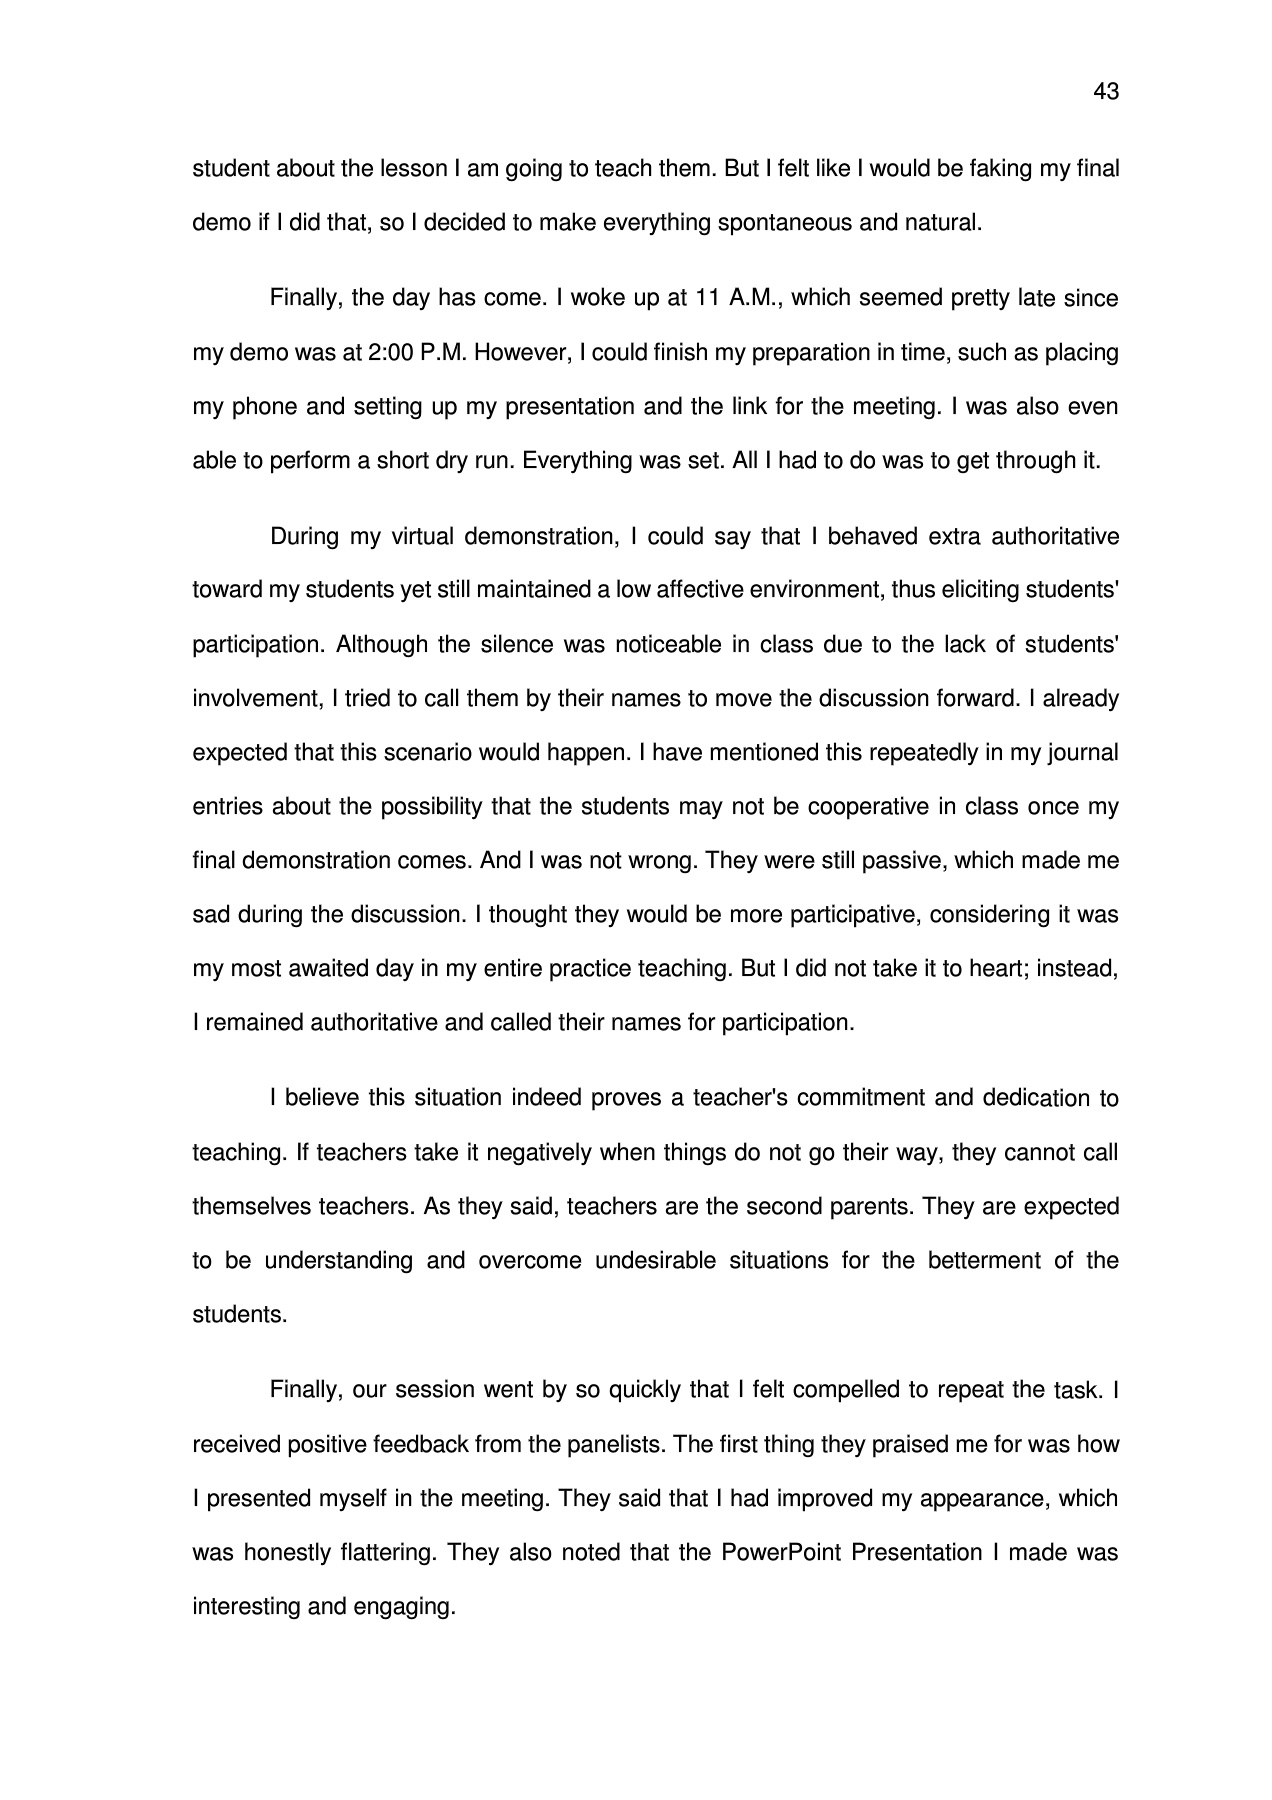 43
student about the lesson I am going to teach them. But I felt like I would be faking my final
demo if I did that, so I decided to make everything spontaneous and natural.
Finally, the day has come. I woke up at 11 A.M., which seemed pretty late since
my demo was at 2:00 P.M. However, I could finish my preparation in time, such as placing
my phone and setting up my presentation and the link for the meeting. I was also even
able to perform a short dry run. Everything was set. All I had to do was to get through it.
During my virtual demonstration, I could say that I behaved extra authoritative
toward my students yet still maintained a low affective environment, thus eliciting students'
participation. Although the silence was noticeable in class due to the lack of students'
involvement, I tried to call them by their names to move the discussion forward. I already
expected that this scenario would happen. I have mentioned this repeatedly in my journal
entries about the possibility that the students may not be cooperative in class once my
final demonstration comes. And I was not wrong. They were still passive, which made me
sad during the discussion. I thought they would be more participative, considering it was
my most awaited day in my entire practice teaching. But I did not take it to heart; instead,
I remained authoritative and called their names for participation.
I believe this situation indeed proves a teacher's commitment and dedication to
teaching. If teachers take it negatively when things do not go their way, they cannot call
themselves teachers. As they said, teachers are the second parents. They are expected
to be understanding and overcome undesirable situations for the betterment of the
students.
Finally, our session went by so quickly that I felt compelled to repeat the task. I
received positive feedback from the panelists. The first thing they praised me for was how
I presented myself in the meeting. They said that I had improved my appearance, which
was honestly flattering. They also noted that the PowerPoint Presentation I made was
interesting and engaging.